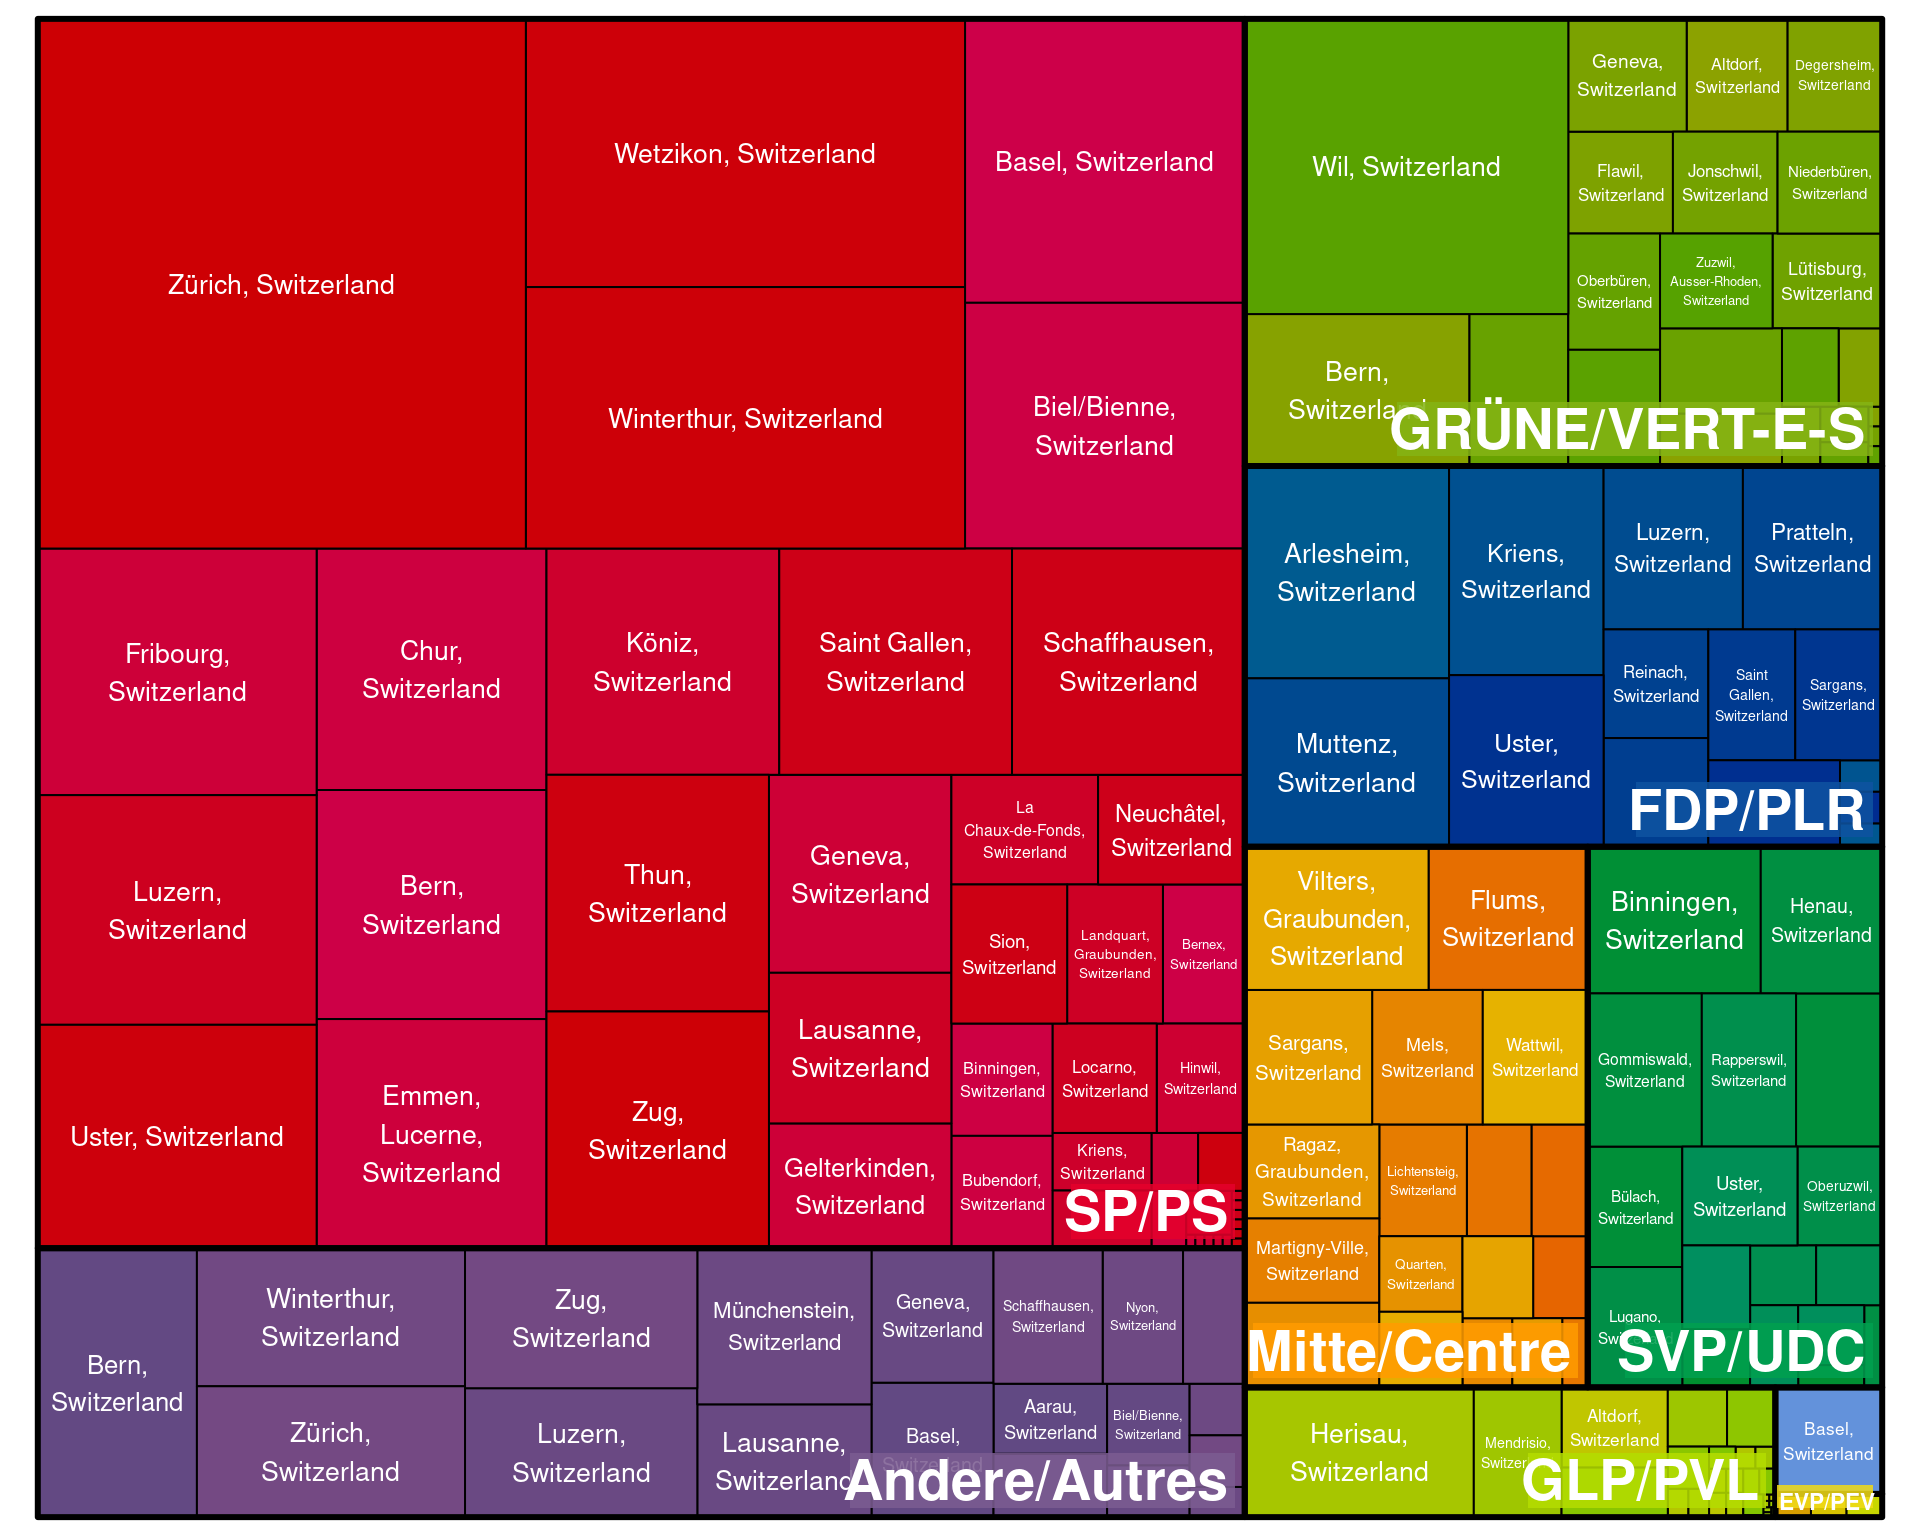 Zürich, Switzerland
Wetzikon, Switzerland
Winterthur, Switzerland
Basel, Switzerland
Biel/Bienne,
Switzerland
Fribourg,
Switzerland
Luzern,
Switzerland
Uster, Switzerland
Chur,
Switzerland
Bern,
Switzerland
Emmen,
Lucerne,
Switzerland
Köniz,
Switzerland
Saint Gallen,
Switzerland
Schaffhausen,
Switzerland
Thun,
Switzerland
Zug,
Switzerland
Geneva,
Switzerland
Lausanne,
Switzerland
Gelterkinden,
Switzerland
La
Chaux-de-Fonds,
Switzerland
Neuchâtel,
Switzerland
Sion,
Switzerland
Landquart,
Graubunden,
Switzerland
Bernex,
Switzerland
Binningen,
Switzerland
Bubendorf,
Switzerland
Locarno,
Switzerland
Hinwil,
Switzerland
Kriens,
Switzerland
SP/PS
Bern,
Switzerland
Winterthur,
Switzerland
Zürich,
Switzerland
Zug,
Switzerland
Luzern,
Switzerland
Münchenstein,
Switzerland
Lausanne,
Switzerland
Geneva,
Switzerland
Basel,
Switzerland
Schaffhausen,
Switzerland
Nyon,
Switzerland
Aarau,
Switzerland
Biel/Bienne,
Switzerland
Andere/Autres
Wil, Switzerland
Bern,
Switzerland
Geneva,
Switzerland
Altdorf,
Switzerland
Degersheim,
Switzerland
Flawil,
Switzerland
Jonschwil,
Switzerland
Niederbüren,
Switzerland
Oberbüren,
Switzerland
Zuzwil,
Ausser-Rhoden,
Switzerland
Lütisburg,
Switzerland
GRÜNE/VERT-E-S
Arlesheim,
Switzerland
Muttenz,
Switzerland
Kriens,
Switzerland
Uster,
Switzerland
Luzern,
Switzerland
Pratteln,
Switzerland
Reinach,
Switzerland
Saint
Gallen,
Switzerland
Sargans,
Switzerland
FDP/PLR
Vilters,
Graubunden,
Switzerland
Flums,
Switzerland
Sargans,
Switzerland
Mels,
Switzerland
Wattwil,
Switzerland
Ragaz,
Graubunden,
Switzerland
Martigny-Ville,
Switzerland
Lichtensteig,
Switzerland
Quarten,
Switzerland
Mitte/Centre
Binningen,
Switzerland
Henau,
Switzerland
Gommiswald,
Switzerland
Rapperswil,
Switzerland
Bülach,
Switzerland
Lugano,
Switzerland
Uster,
Switzerland
Oberuzwil,
Switzerland
SVP/UDC
Herisau,
Switzerland
Mendrisio,
Switzerland
Altdorf,
Switzerland
GLP/PVL
Basel,
Switzerland
EVP/PEV